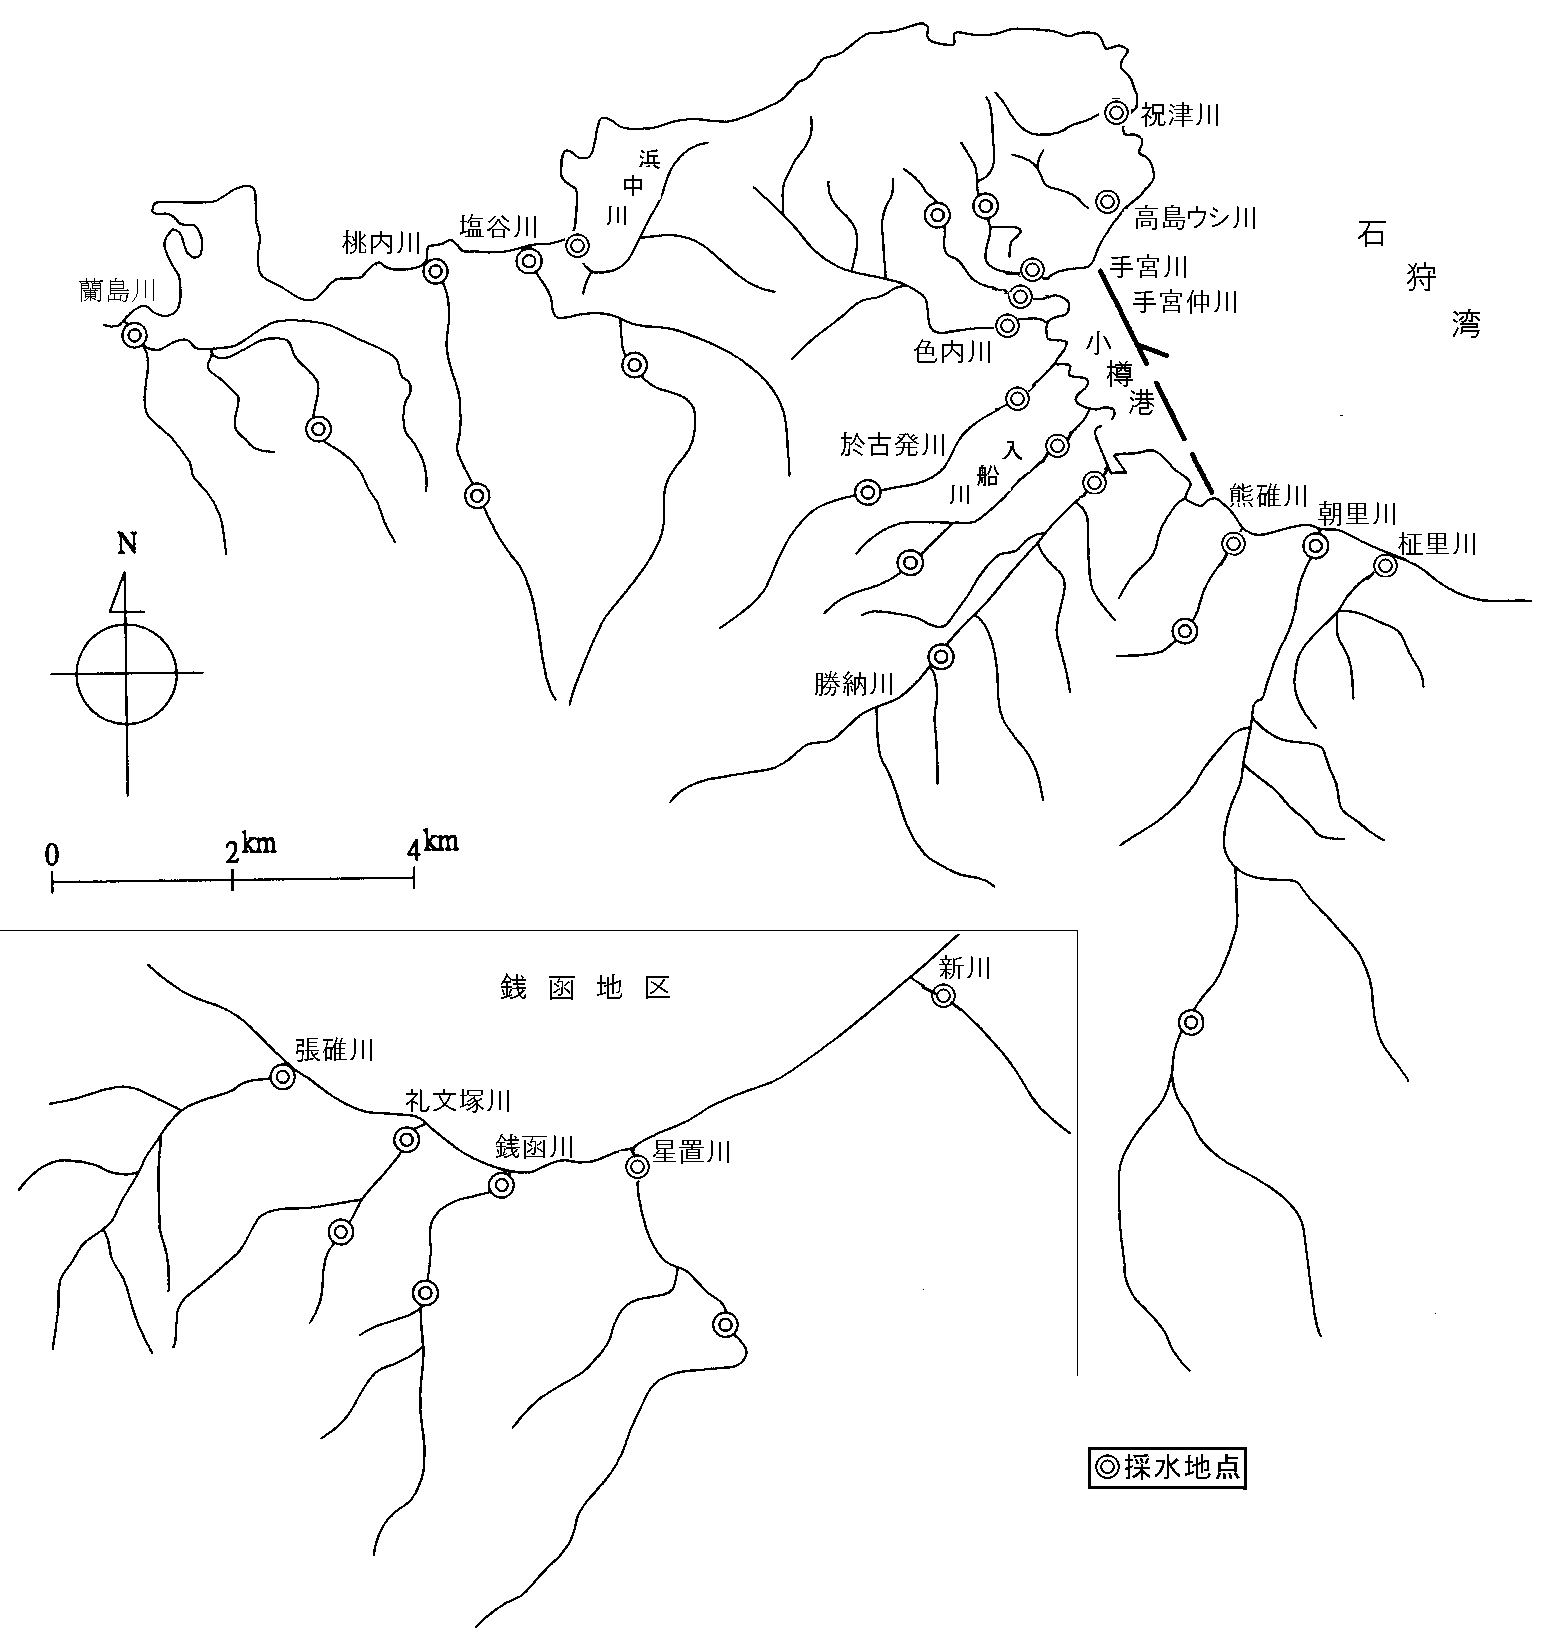 祝津川
浜中川
塩谷川
高島ウシ川
桃内川
石狩湾
手宮川
蘭島川
手宮仲川
色内川
小樽港
於古発川
入船川
熊碓川
朝里川
柾里川
N
勝納川
0 2km 4km
銭函地区
新川
張碓川
礼文塚川
銭函川
星置川
◎採水地点